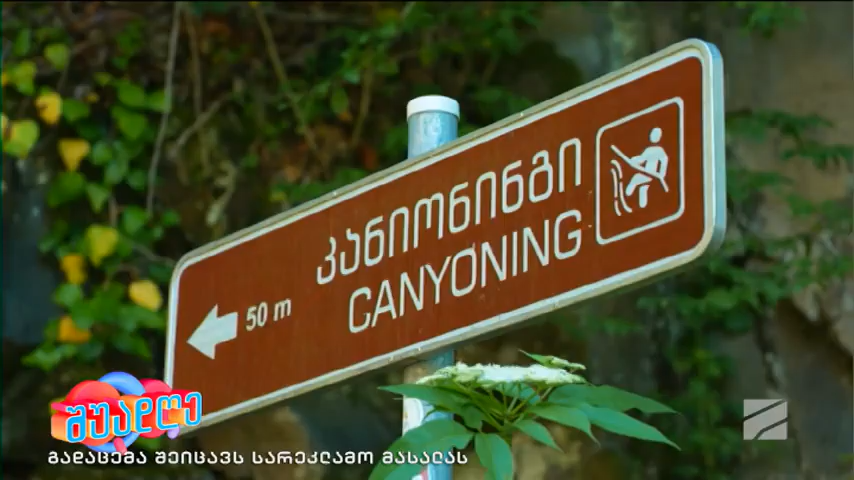 კანიონინგი
CANYONING
50 m
შუადღე
გადაცემა შეიცავს სარეკლამო მასალას